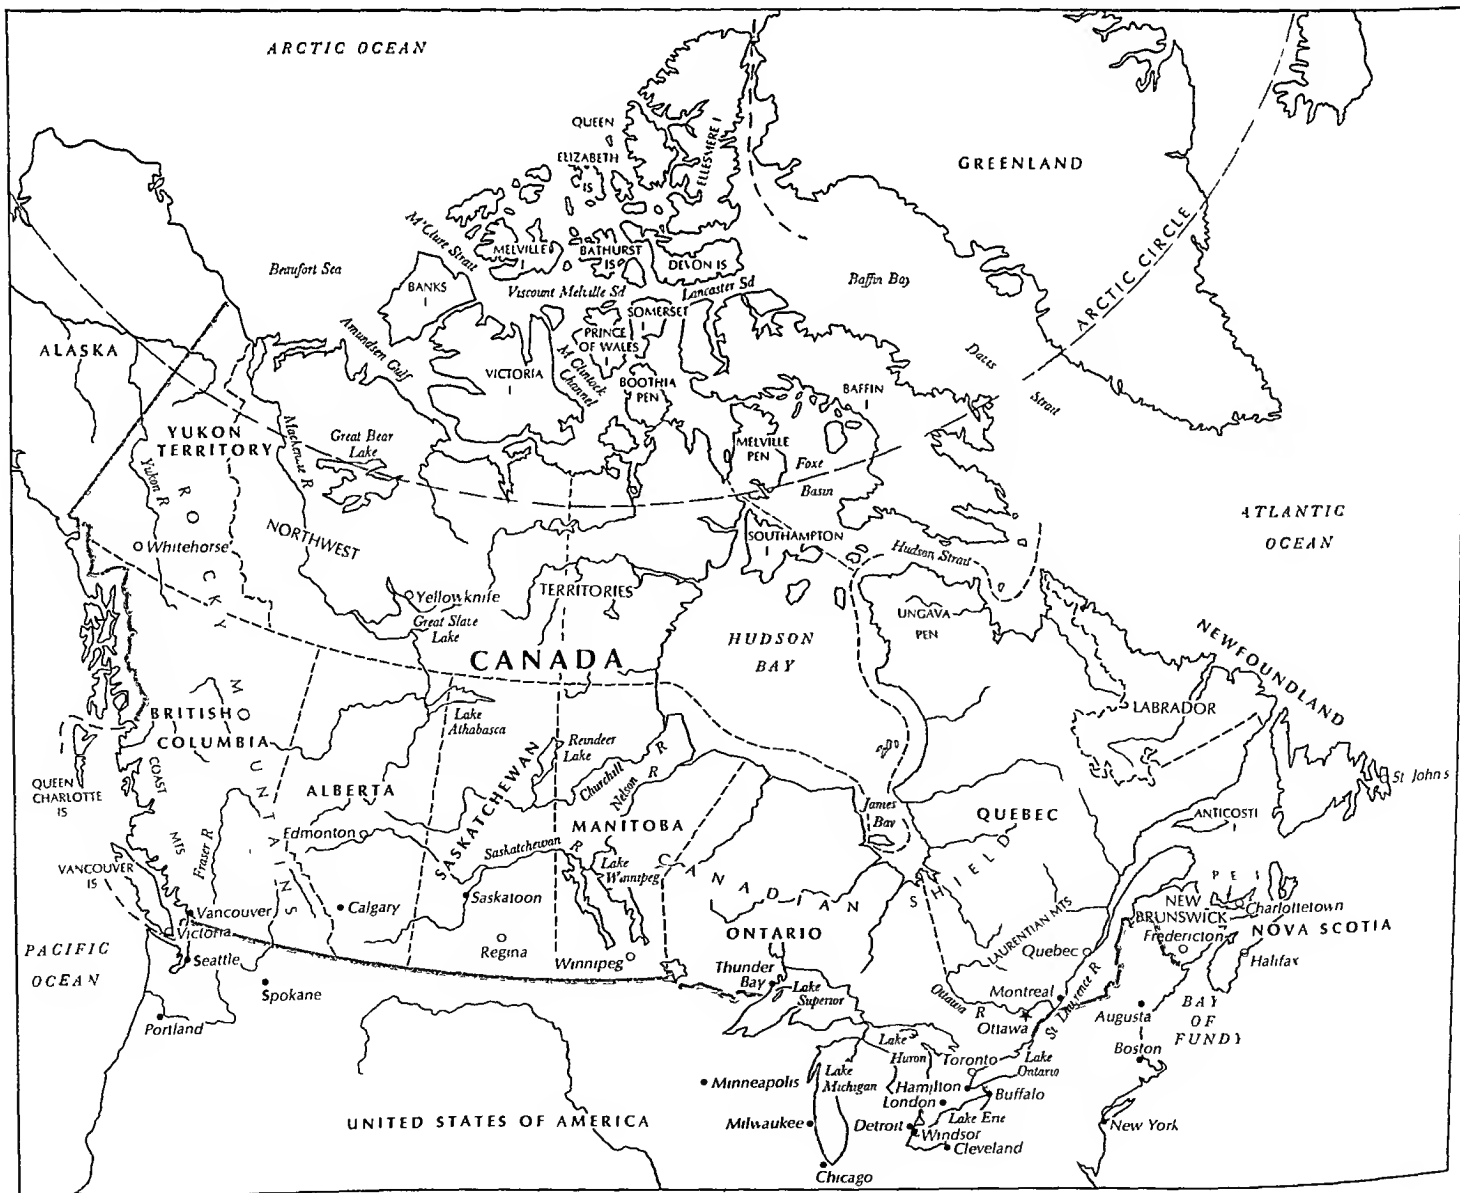 ARCTIC OCEAN
QUEEN
ELIZABETH
IS
ELLESMERE I
GREENLAND
ARCTIC CIRCLE
McClure Strait
MELVILLE
I
BATHURST
IS
DEVON IS
Beaufort Sea
BANKS
I
Viscount Melville Sd
Lancaster Sd
Baffin Bay
SOMERSET
I
PRINCE
OF WALES
I
Amundsen Gulf
ALASKA
VICTORIA
I
McClintock
Channel
BOOTHIA
PEN
BAFFIN
I
Davis
Strait
YUKON
TERRITORY
Yukon R
Mackenzie R
Great Bear
Lake
MELVILLE
PEN
Foxe
Basin
ROCKY
MOUNTAINS
NORTHWEST
TERRITORIES
Whitehorse
Yellowknife
Great Slave
Lake
SOUTHAMPTON
I
Hudson Strait
ATLANTIC
OCEAN
UNGAVA
PEN
HUDSON
BAY
CANADA
NEWFOUNDLAND
LABRADOR
BRITISH
COLUMBIA
Lake
Athabasca
Reindeer
Lake
QUEEN
CHARLOTTE
IS
COAST
MTS
ALBERTA
SASKATCHEWAN
Churchill R
Nelson R
MANITOBA
James
Bay
QUEBEC
St John's
ANTICOSTI
I
Edmonton
Saskatchewan R
Lake
Winnipeg
CANADIAN
SHIELD
Fraser R
VANCOUVER
IS
Vancouver
Victoria
Calgary
Saskatoon
Regina
Winnipeg
ONTARIO
LAURENTIAN MTS
Quebec
P E I
NEW
BRUNSWICK
Charlottetown
Fredericton
NOVA SCOTIA
Halifax
PACIFIC
OCEAN
Seattle
Spokane
Portland
Thunder
Bay
Lake
Superior
Ottawa R
Montreal
Ottawa
St Lawrence R
Augusta
BAY
OF
FUNDY
Boston
Lake
Huron
Toronto
Lake
Ontario
Minneapolis
Lake
Michigan
Hamilton
London
Buffalo
UNITED STATES OF AMERICA
Milwaukee
Detroit
Windsor
Lake Erie
Cleveland
New York
Chicago